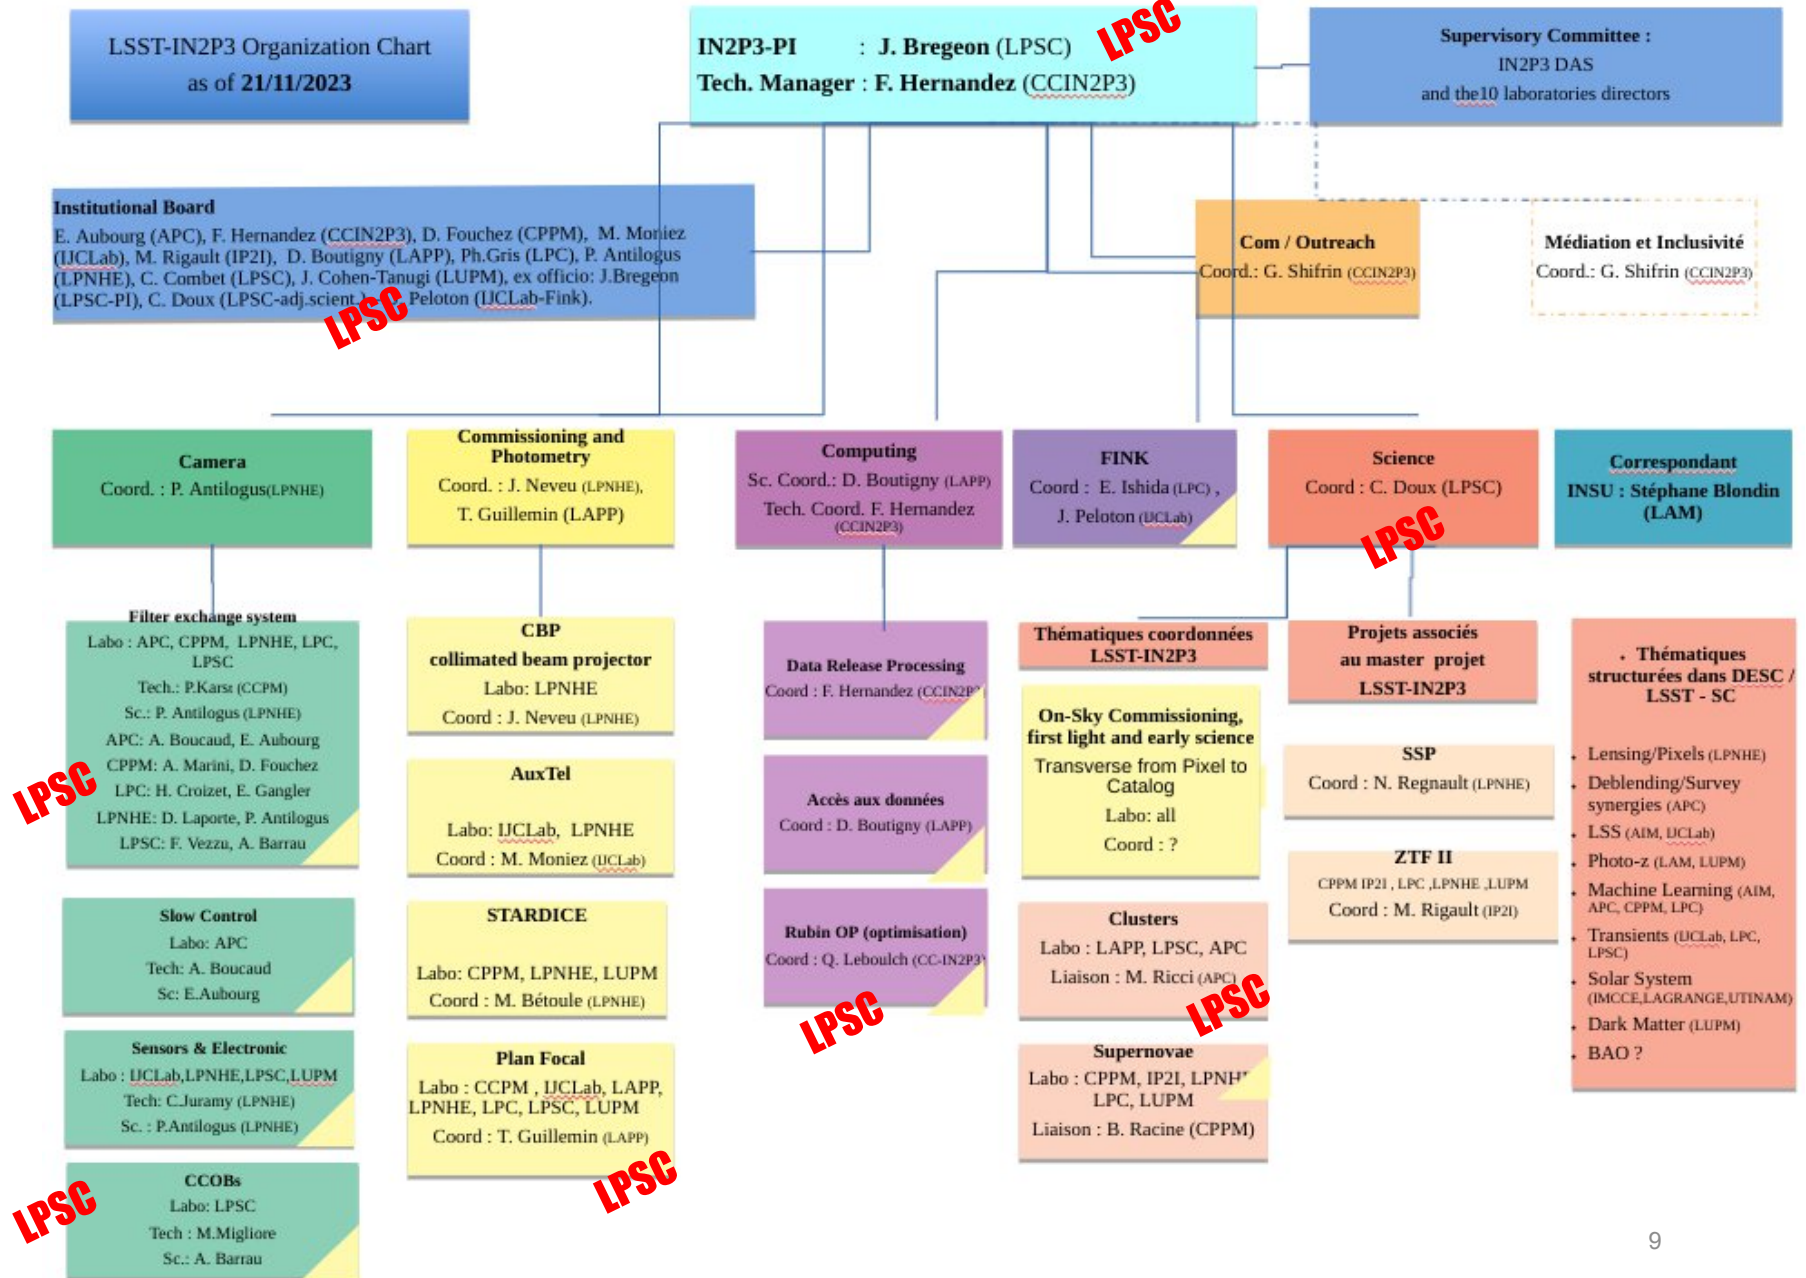 LSST-IN2P3 Organization Chart
as of 21/11/2023
IN2P3-PI : J. Bregeon (LPSC)
Tech. Manager : F. Hernandez (CCIN2P3)
LPSC
Supervisory Committee :
IN2P3 DAS
and the10 laboratories directors
Institutional Board
E. Aubourg (APC), F. Hernandez (CCIN2P3), D. Fouchez (CPPM), M. Moniez
(IJCLab), M. Rigault (IP2I), D. Boutigny (LAPP), Ph.Gris (LPC), P. Antilogus
(LPNHE), C. Combet (LPSC), J. Cohen-Tanugi (LUPM), ex officio: J.Bregeon
(LPSC-PI), C. Doux (LPSC-adj.scient.) Peloton (IJCLab-Fink).
LPSC
Com / Outreach
Coord.: G. Shifrin (CCIN2P3)
Médiation et Inclusivité
Coord.: G. Shifrin (CCIN2P3)
Camera
Coord. : P. Antilogus(LPNHE)
Commissioning and
Photometry
Coord. : J. Neveu (LPNHE),
T. Guillemin (LAPP)
Computing
Sc. Coord.: D. Boutigny (LAPP)
Tech. Coord. F. Hernandez
(CCIN2P3)
FINK
Coord : E. Ishida (LPC) ,
J. Peloton (IJCLab)
Science
Coord : C. Doux (LPSC)
LPSC
Correspondant
INSU : Stéphane Blondin
(LAM)
Filter exchange system
Labo : APC, CPPM, LPNHE, LPC,
LPSC
Tech.: P.Karst (CCPM)
Sc.: P. Antilogus (LPNHE)
APC: A. Boucaud, E. Aubourg
CPPM: A. Marini, D. Fouchez
LPC: H. Croizet, E. Gangler
LPNHE: D. Laporte, P. Antilogus
LPSC: F. Vezzu, A. Barrau
LPSC
Slow Control
Labo: APC
Tech: A. Boucaud
Sc: E.Aubourg
Sensors & Electronic
Labo : IJCLab,LPNHE,LPSC,LUPM
Tech: C.Juramy (LPNHE)
Sc. : P.Antilogus (LPNHE)
CCOBs
Labo: LPSC
Tech : M.Migliore
Sc.: A. Barrau
LPSC
CBP
collimated beam projector
Labo: LPNHE
Coord : J. Neveu (LPNHE)
AuxTel
Labo: IJCLab, LPNHE
Coord : M. Moniez (IJCLab)
STARDICE
Labo: CPPM, LPNHE, LUPM
Coord : M. Bétoule (LPNHE)
Plan Focal
Labo : CCPM , IJCLab, LAPP,
LPNHE, LPC, LPSC, LUPM
Coord : T. Guillemin (LAPP)
LPSC
Data Release Processing
Coord : F. Hernandez (CCIN2P
Accès aux données
Coord : D. Boutigny (LAPP)
Rubin OP (optimisation)
Coord : Q. Leboulch (CC-IN2P3)
LPSC
Thématiques coordonnées
LSST-IN2P3
On-Sky Commissioning,
first light and early science
Transverse from Pixel to
Catalog
Labo: all
Coord : ?
Clusters
Labo : LAPP, LPSC, APC
Liaison : M. Ricci (APC)
LPSC
Supernovae
Labo : CPPM, IP2I, LPNHE
LPC, LUPM
Liaison : B. Racine (CPPM)
Projets associés
au master projet
LSST-IN2P3
SSP
Coord : N. Regnault (LPNHE)
ZTF II
CPPM IP2I , LPC ,LPNHE ,LUPM
Coord : M. Rigault (IP2I)
• Thématiques
structurées dans DESC /
LSST - SC
• Lensing/Pixels (LPNHE)
• Deblending/Survey
synergies (APC)
• LSS (AIM, IJCLab)
• Photo-z (LAM, LUPM)
• Machine Learning (AIM,
APC, CPPM, LPC)
• Transients (IJCLab, LPC,
LPSC)
• Solar System
(IMCCE,LAGRANGE,UTINAM)
• Dark Matter (LUPM)
• BAO ?
9